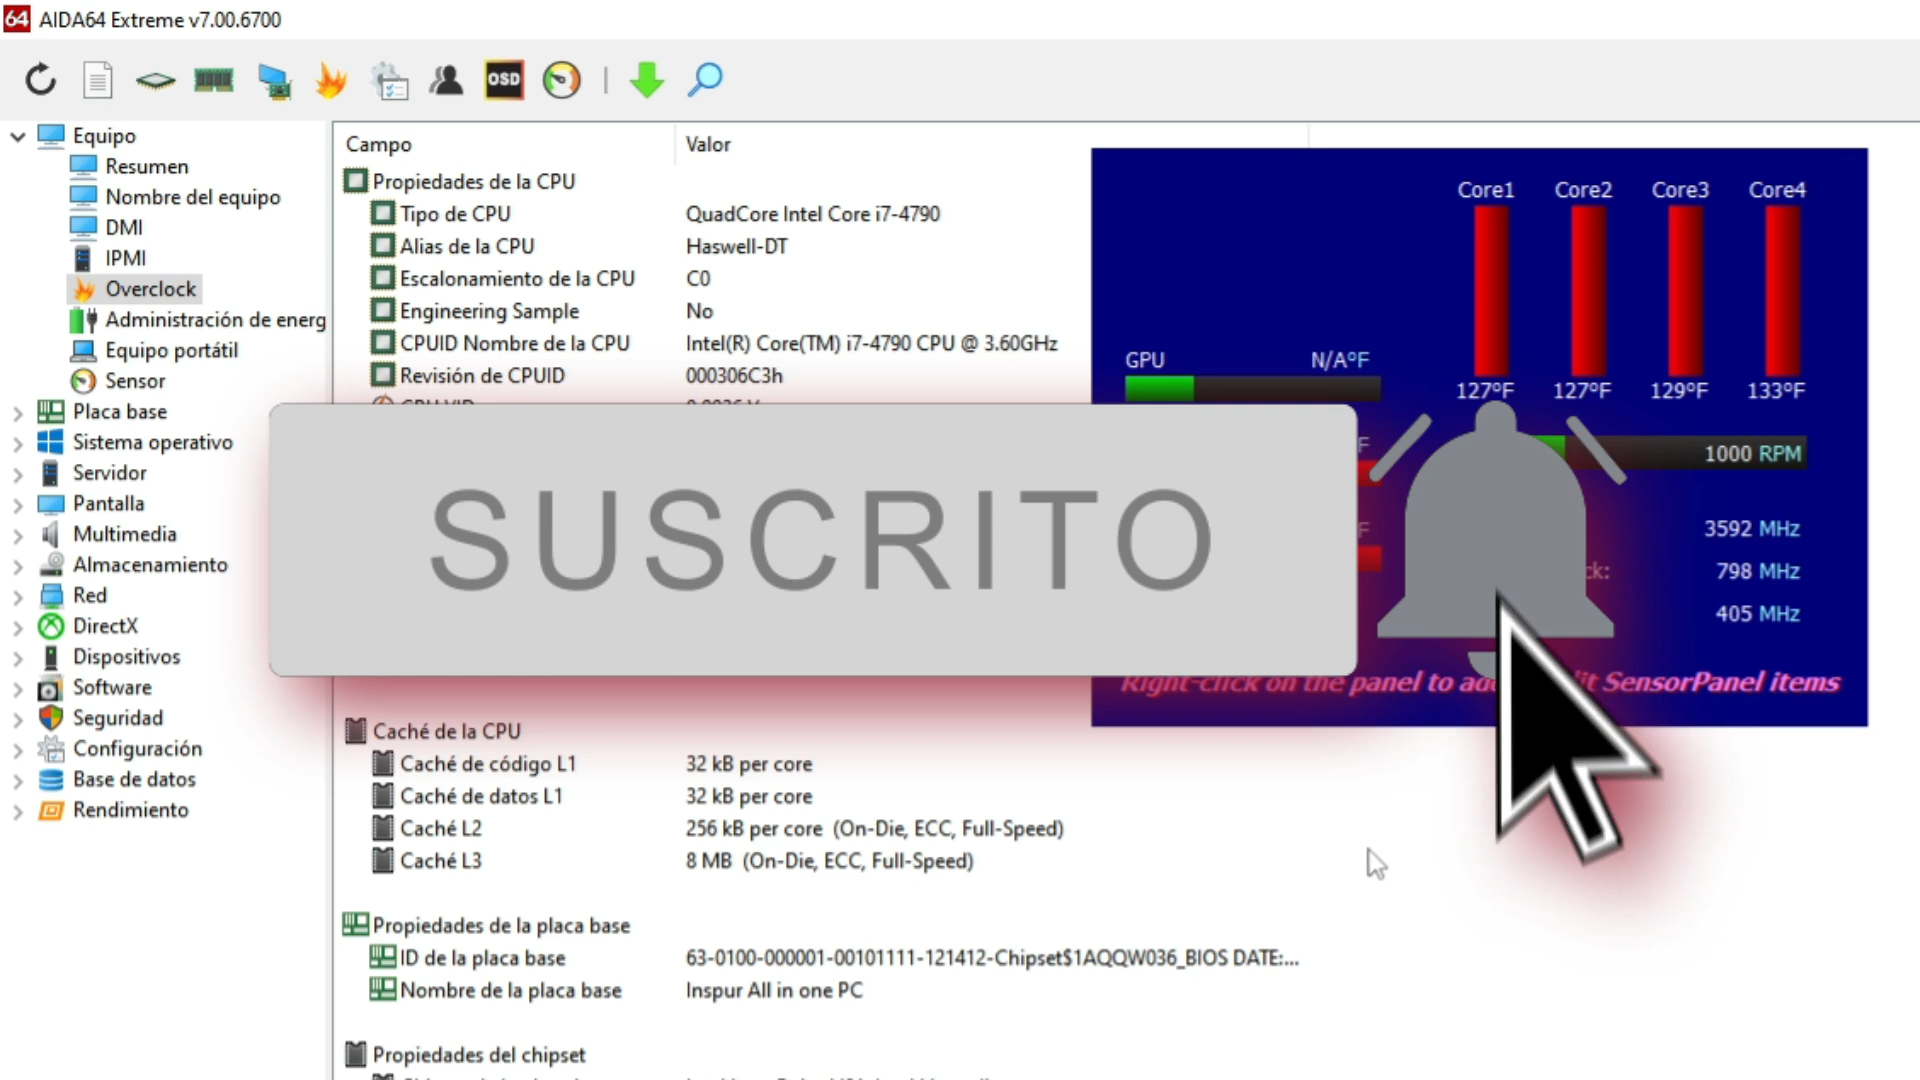 64 AIDA64 Extreme v7.00.6700
OSD
Equipo
Resumen
Nombre del equipo
DMI
IPMI
Overclock
Administración de energ
Equipo portátil
Sensor
Placa base
Sistema operativo
Servidor
Pantalla
Multimedia
Almacenamiento
Red
DirectX
Dispositivos
Software
Seguridad
Configuración
Base de datos
Rendimiento
Campo Valor
Propiedades de la CPU
Tipo de CPU QuadCore Intel Core i7-4790
Alias de la CPU Haswell-DT
Escalonamiento de la CPU C0
Engineering Sample No
CPUID Nombre de la CPU Intel(R) Core(TM) i7-4790 CPU @ 3.60GHz
Revisión de CPUID 000306C3h
SUSCRITO
Caché de la CPU
Caché de código L1 32 kB per core
Caché de datos L1 32 kB per core
Caché L2 256 kB per core (On-Die, ECC, Full-Speed)
Caché L3 8 MB (On-Die, ECC, Full-Speed)
Propiedades de la placa base
ID de la placa base 63-0100-000001-00101111-121412-Chipset$1AQQW036_BIOS DATE:...
Nombre de la placa base Inspur All in one PC
Propiedades del chipset
Core1 Core2 Core3 Core4
GPU N/A°F
127°F 127°F 129°F 133°F
F
1000 RPM
F
3592 MHz
ck: 798 MHz
405 MHz
Right-click on the panel to SensorPanel items